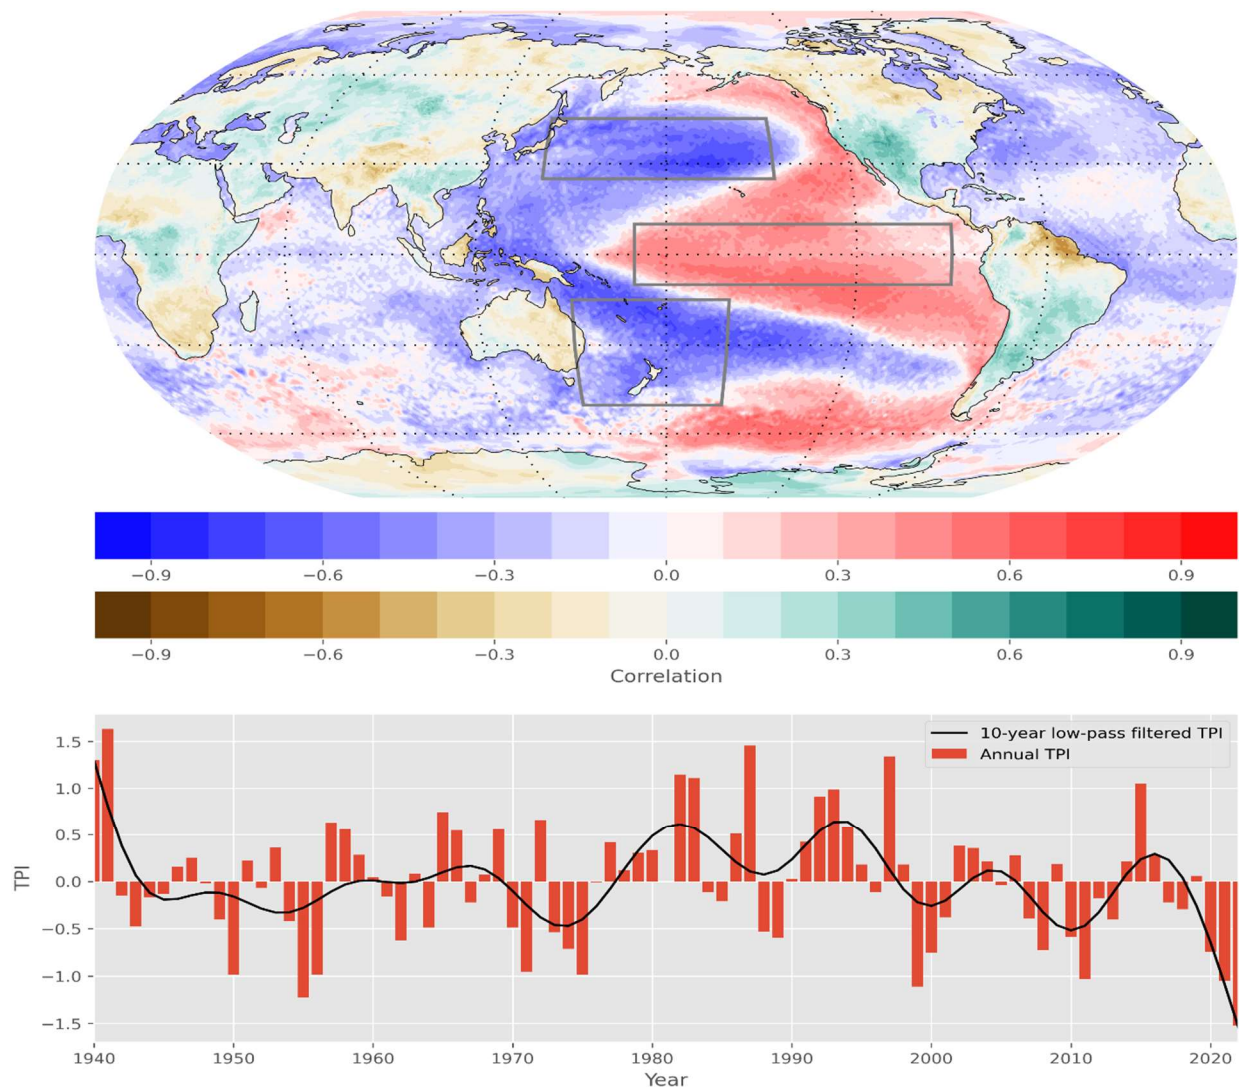 −0.9 −0.6 −0.3 0.0 0.3 0.6 0.9
−0.9 −0.6 −0.3 0.0 0.3 0.6 0.9
Correlation
10-year low-pass filtered TPI
Annual TPI
1.5
1.0
0.5
0.0
−0.5
−1.0
−1.5
TPI
1940 1950 1960 1970 1980 1990 2000 2010 2020
Year